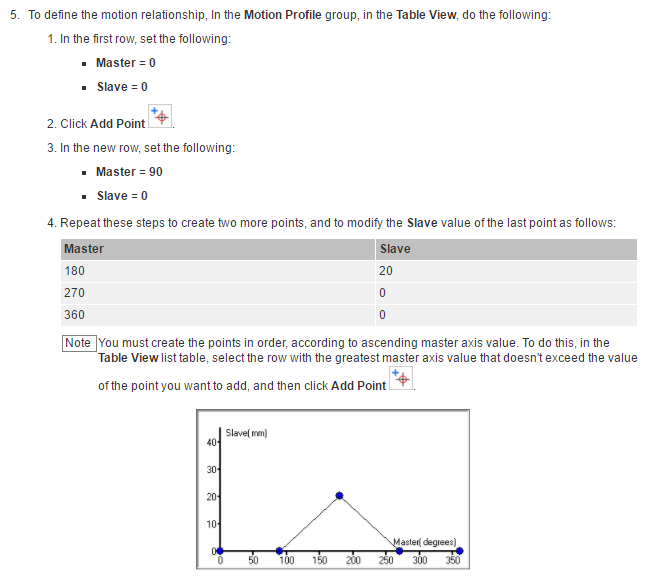 5. To define the motion relationship, In the Motion Profile group, in the Table View, do the following:
1. In the first row, set the following:
▪ Master = 0
▪ Slave = 0
2. Click Add Point .
3. In the new row, set the following:
▪ Master = 90
▪ Slave = 0
4. Repeat these steps to create two more points, and to modify the Slave value of the last point as follows:
Master Slave
180 20
270 0
360 0
Note You must create the points in order, according to ascending master axis value. To do this, in the
Table View list table, select the row with the greatest master axis value that doesn't exceed the value
of the point you want to add, and then click Add Point .
Slave( mm)
40
30
20
10
0
Master( degrees)
0 50 100 150 200 250 300 350